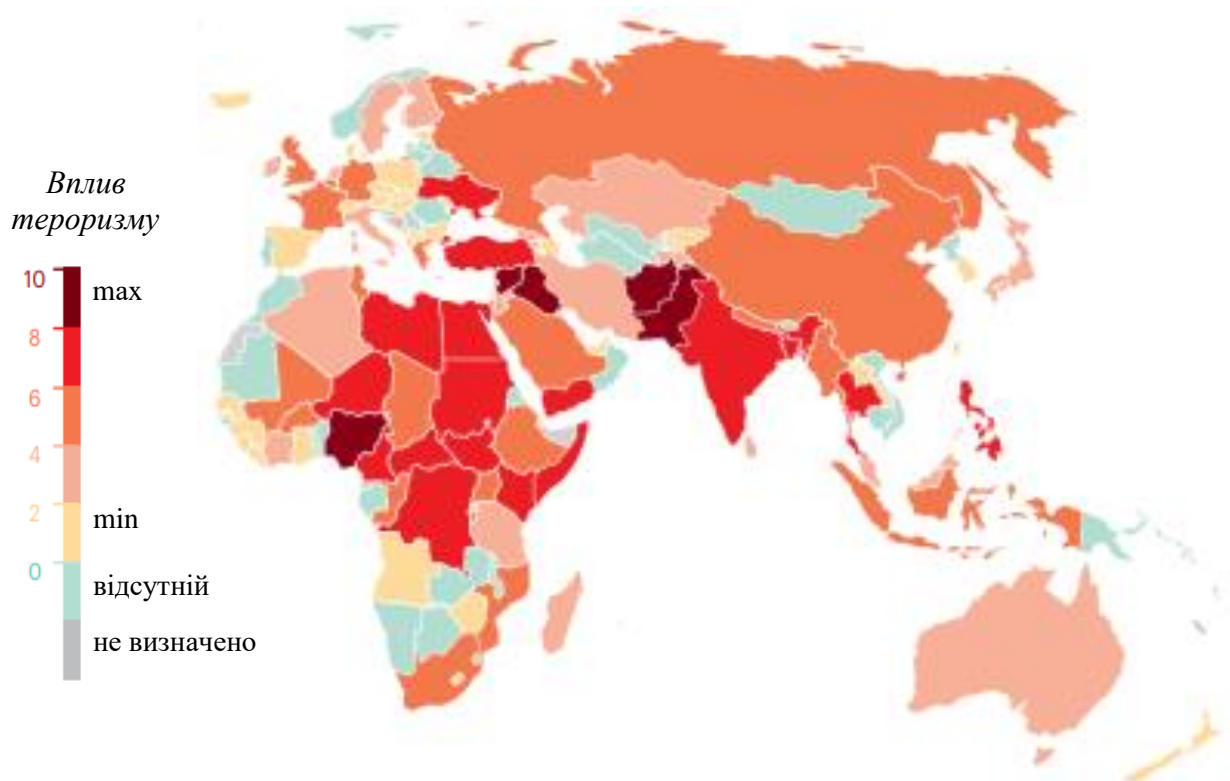 Вплив
тероризму
10
max
8
6
4
2
min
0
відсутній
не визначено